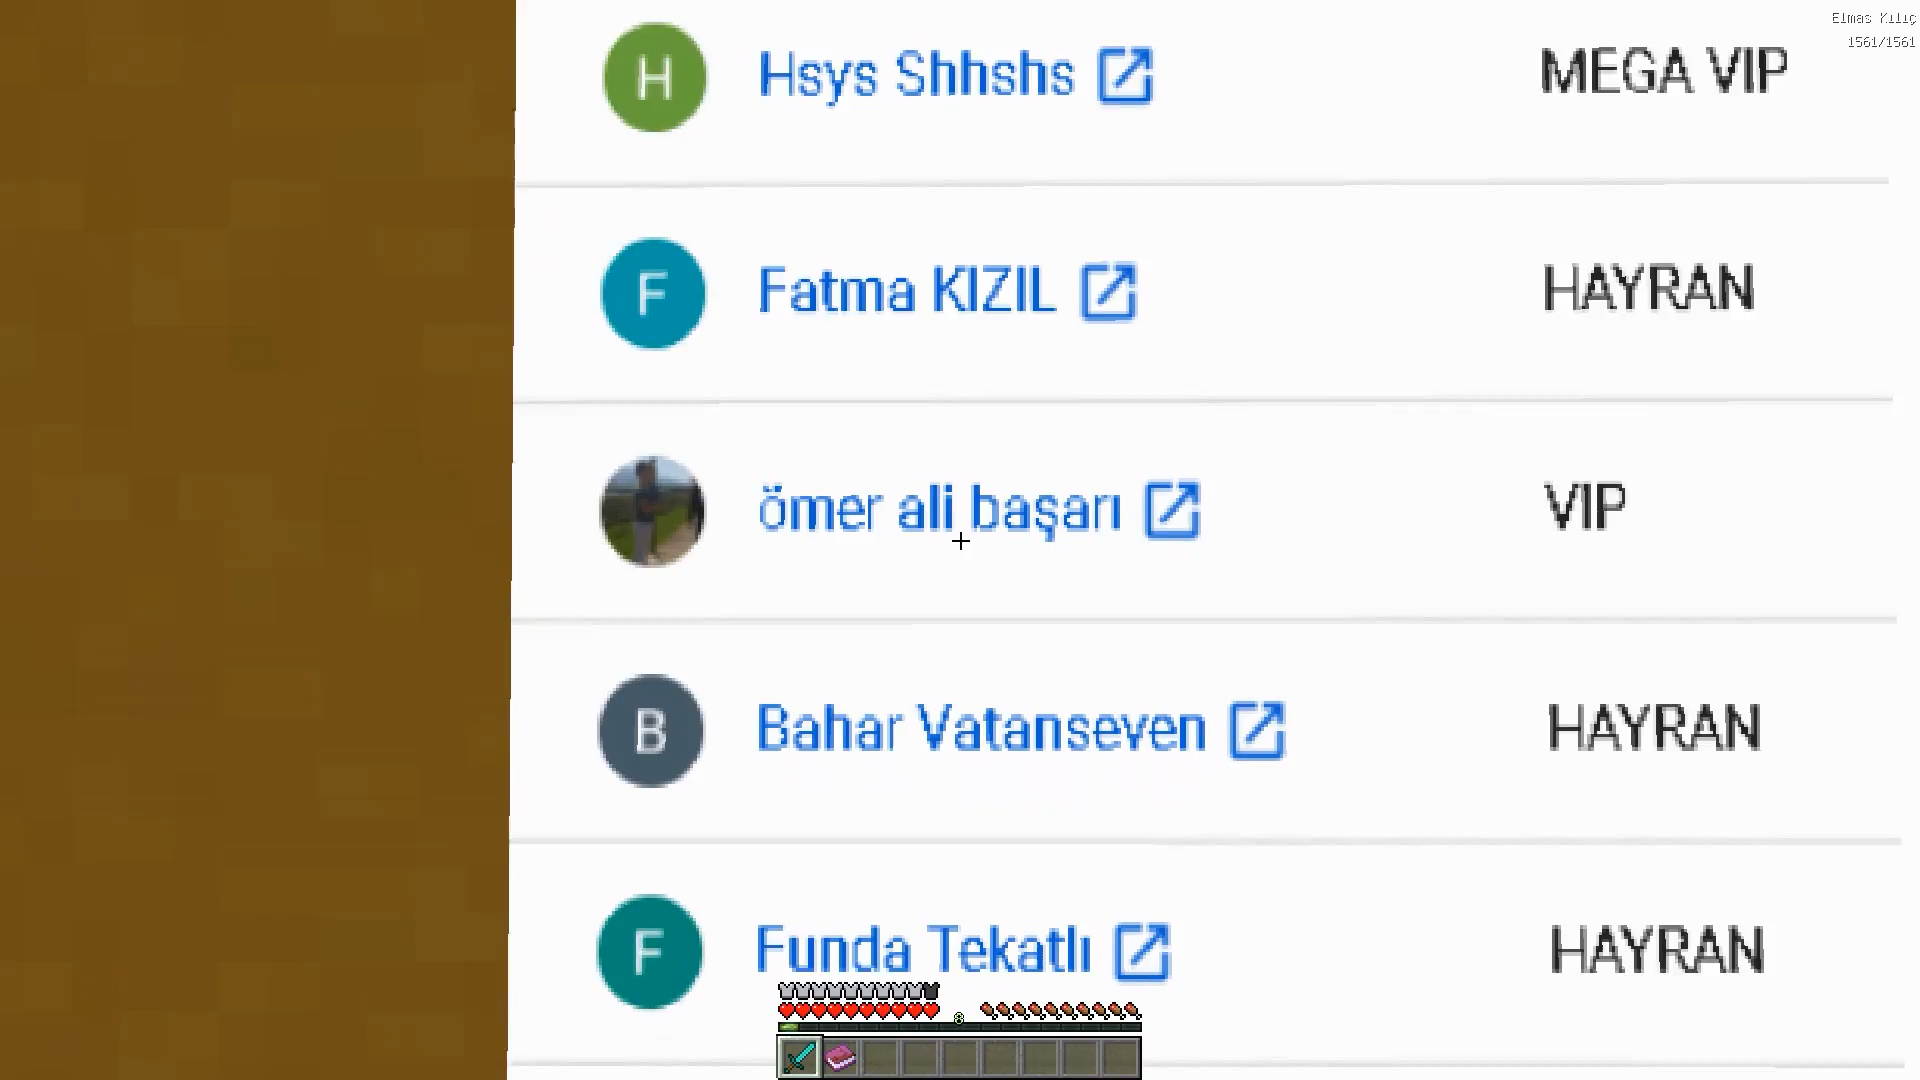 Elmas Kılıç
1561/1561
H Hsys Shhshs MEGA VIP
F Fatma KIZIL HAYRAN
ömer ali başarı VIP
B Bahar Vatanseven HAYRAN
F Funda Tekatlı HAYRAN
8